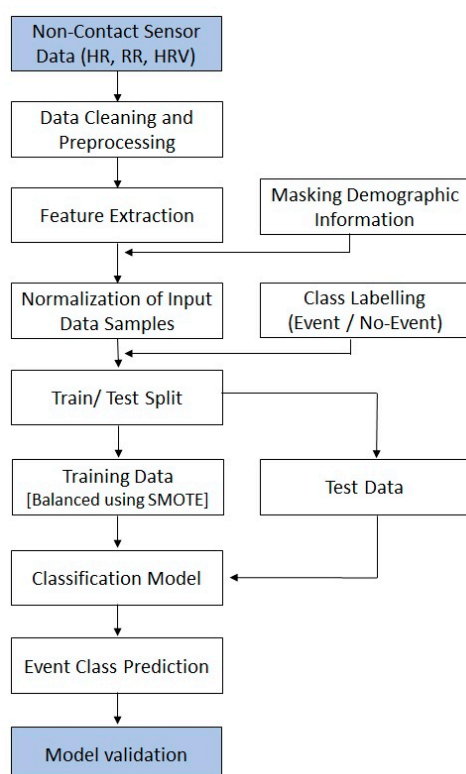 Non-Contact Sensor
Data (HR, RR, HRV)
Data Cleaning and
Preprocessing
Feature Extraction
Masking Demographic
Information
Normalization of Input
Data Samples
Class Labelling
(Event / No-Event)
Train/ Test Split
Training Data
[Balanced using SMOTE]
Test Data
Classification Model
Event Class Prediction
Model validation